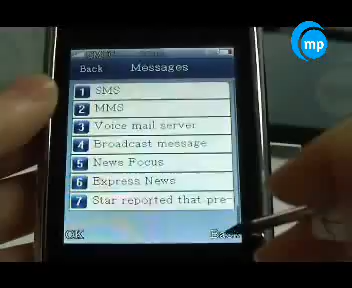 mp
Back Messages
1 SMS
2 MMS
3 Voice mail server
4 Broadcast message
5 News Focus
6 Express News
7 Star reported that pre-
OK Back